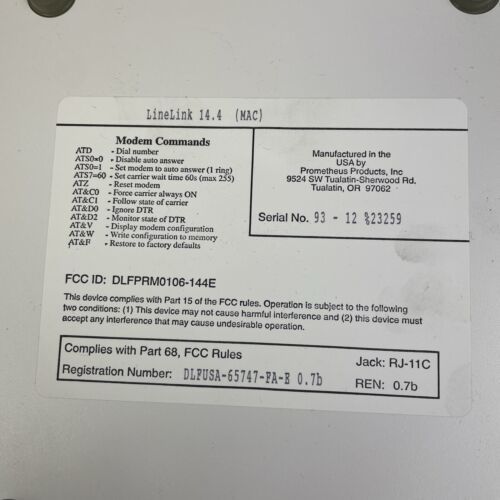 LineLink 14.4 (MAC)
Modem Commands
ATD - Dial number
ATS0=0 - Disable auto answer
ATS0=1 - Set modem to auto answer (1 ring)
ATS7=60 - Set carrier wait time 60s (max 255)
ATZ - Reset modem
AT&C0 - Force carrier always ON
AT&C1 - Follow state of carrier
AT&D0 - Ignore DTR
AT&D2 - Monitor state of DTR
AT&V - Display modem configuration
AT&W - Write configuration to memory
AT&F - Restore to factory defaults
Manufactured in the
USA by
Prometheus Products, Inc
9524 SW Tualatin-Sherwood Rd.
Tualatin, OR 97062
Serial No. 93 - 12 %23259
FCC ID: DLFPRM0106-144E
This device complies with Part 15 of the FCC rules. Operation is subject to the following
two conditions: (1) This device may not cause harmful interference and (2) this device must
accept any interference that may cause undesirable operation.
Complies with Part 68, FCC Rules
Jack: RJ-11C
Registration Number: DLFUSA-65747-FA-E 0.7b
REN: 0.7b